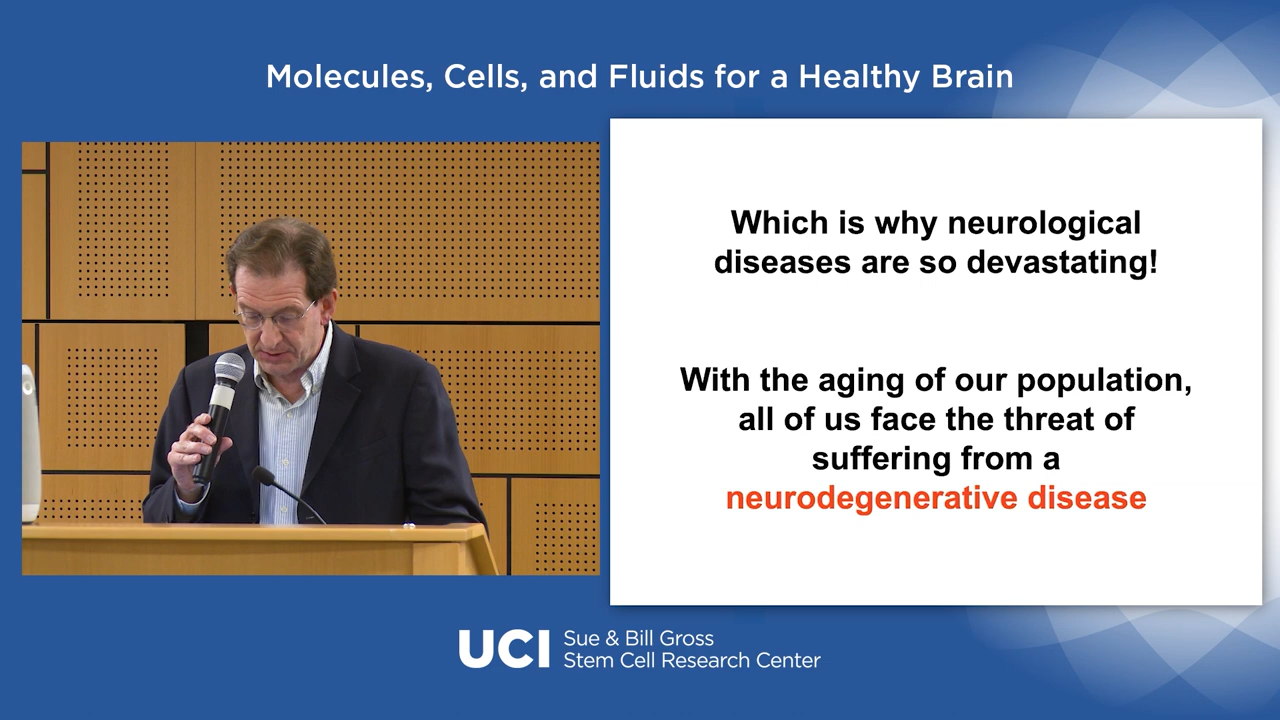 Molecules, Cells, and Fluids for a Healthy Brain
Which is why neurological
diseases are so devastating!
With the aging of our population,
all of us face the threat of
suffering from a
neurodegenerative disease
UCI
Sue & Bill Gross
Stem Cell Research Center